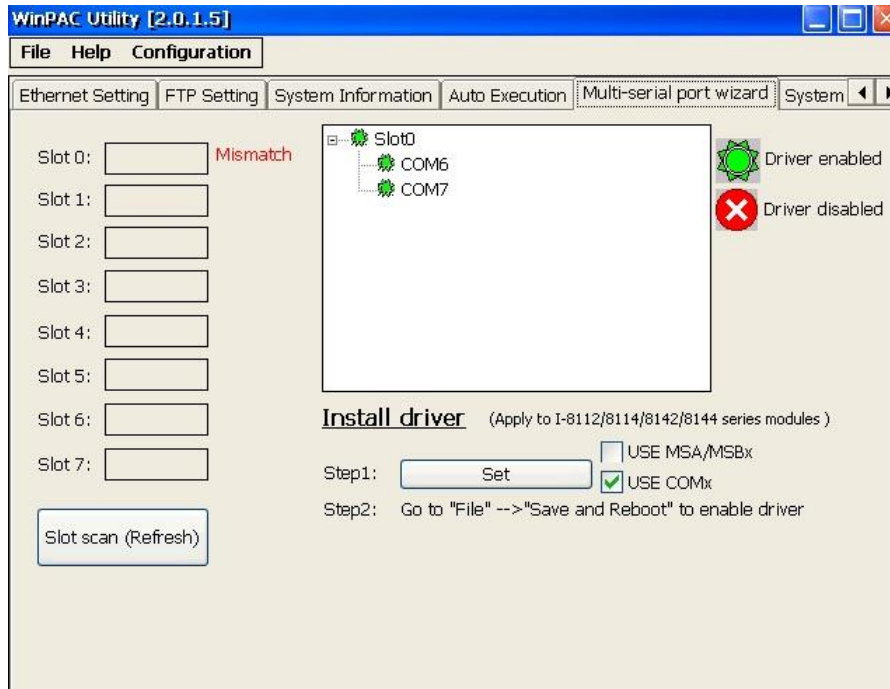 WinPAC Utility [2.0.1.5]
File Help Configuration
Ethernet Setting FTP Setting System Information Auto Execution Multi-serial port wizard System
Slot 0: Mismatch
Slot 1:
Slot 2:
Slot 3:
Slot 4:
Slot 5:
Slot 6:
Slot 7:
Slot scan (Refresh)
Slot0
COM6
COM7
Driver enabled
Driver disabled
Install driver (Apply to I-8112/8114/8142/8144 series modules )
USE MSA/MSBx
Step1: Set
USE COMx
Step2: Go to "File" -->"Save and Reboot" to enable driver